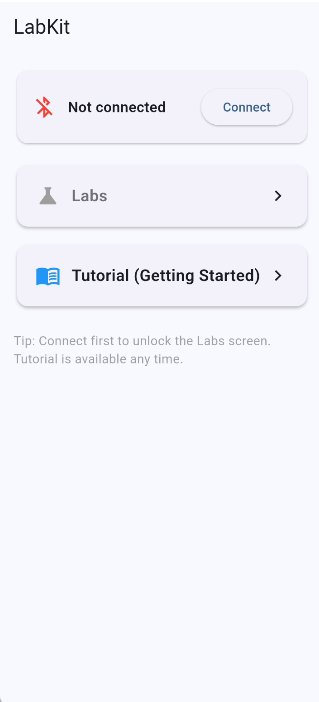 LabKit
Not connected
Connect
Labs
Tutorial (Getting Started)
Tip: Connect first to unlock the Labs screen.
Tutorial is available any time.